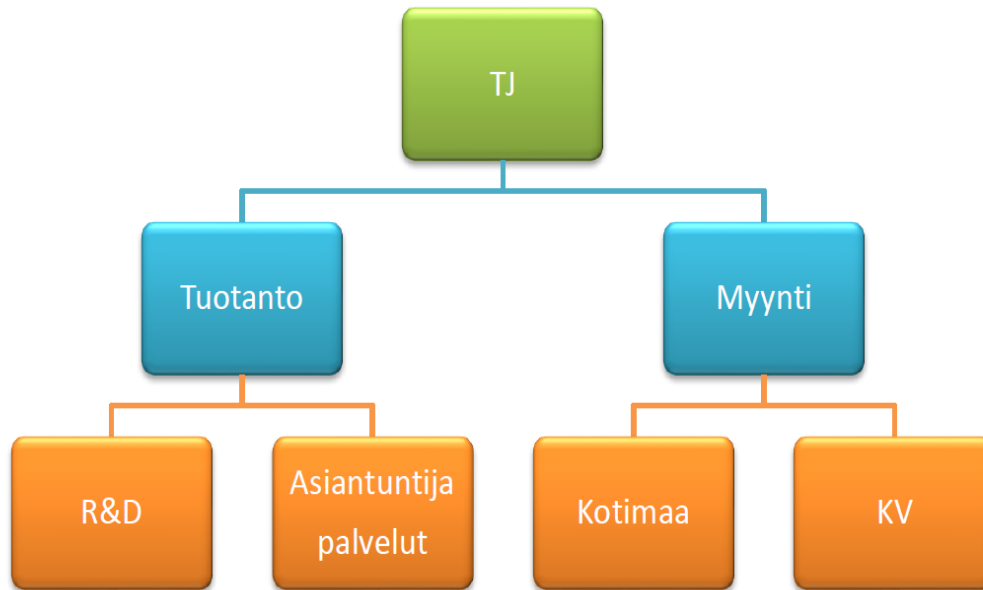 TJ
Tuotanto
Myynti
R&D
Asiantuntija
palvelut
Kotimaa
KV